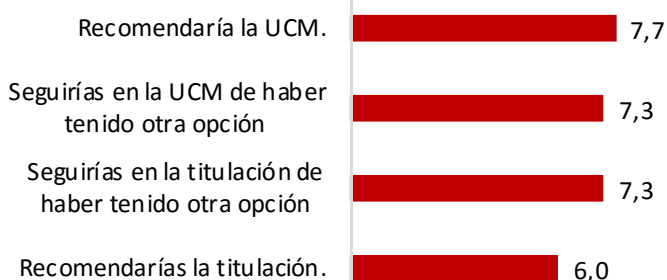 Recomendaría la UCM.
7,7
Seguirías en la UCM de haber
tenido otra opción
7,3
Seguirías en la titulación de
haber tenido otra opción
7,3
Recomendarías la titulación.
6,0